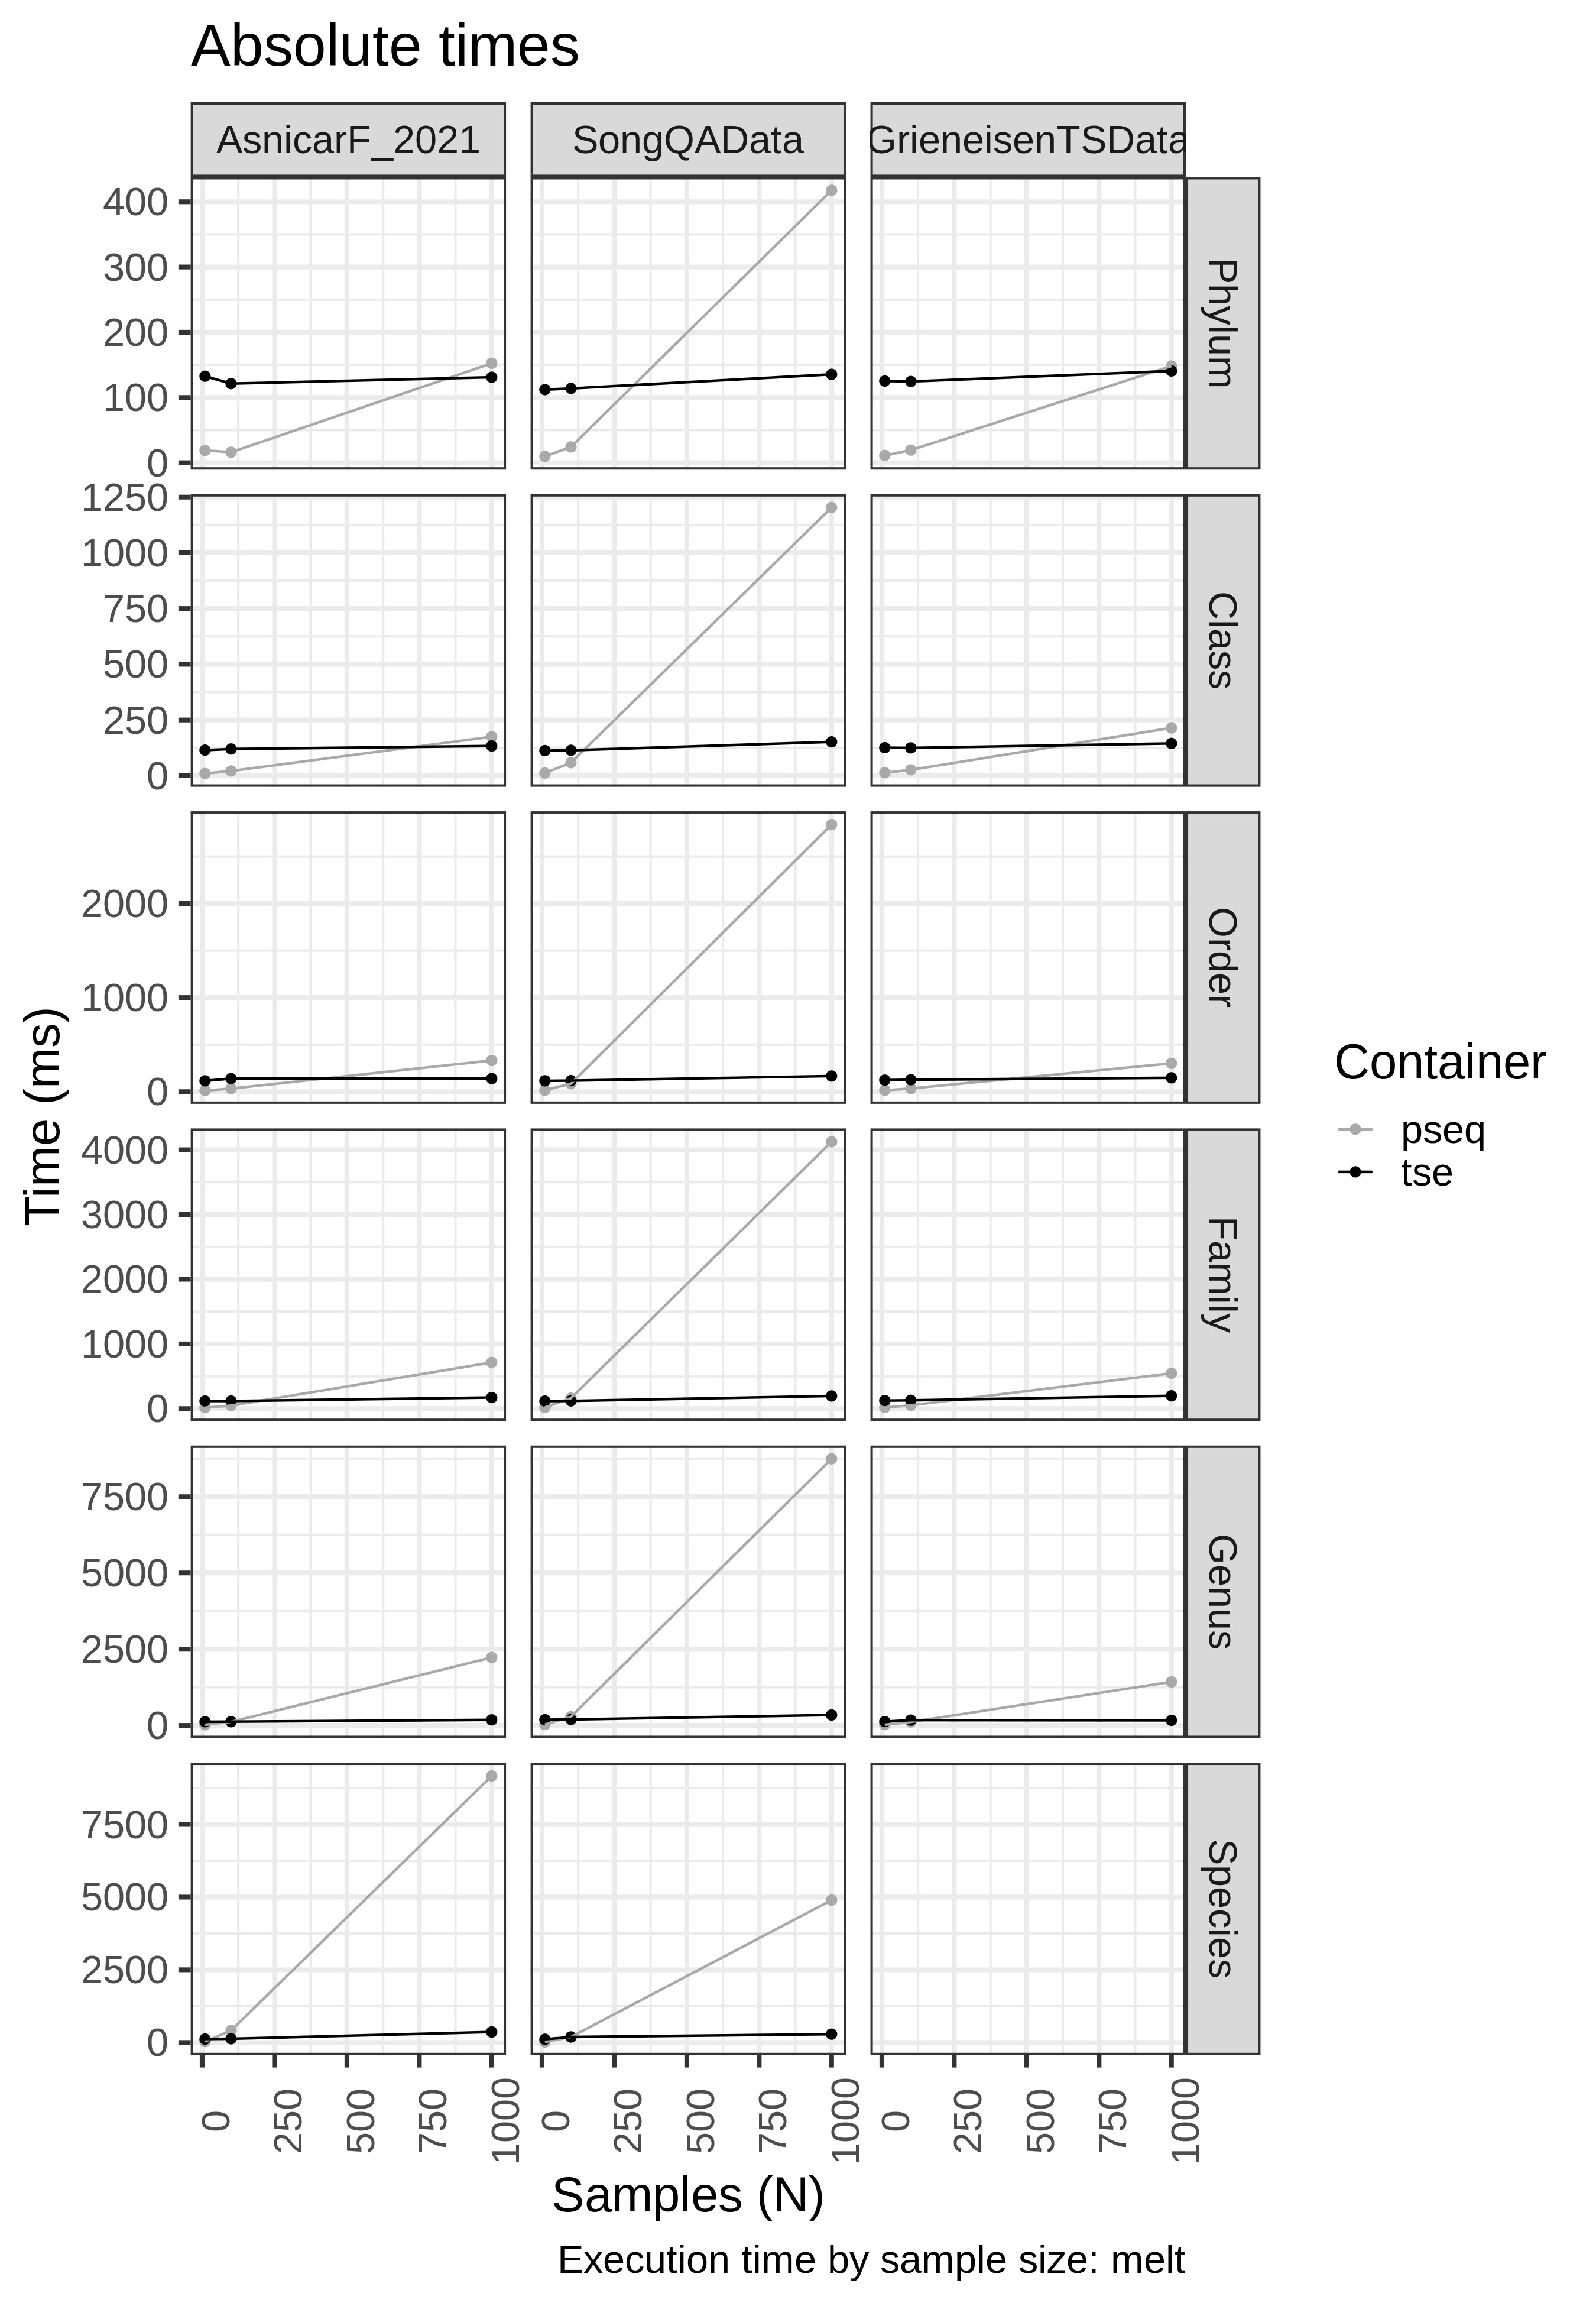 Absolute times
AsnicarF_2021 SongQAData GrieneisenTSData
400
300
200
100
0
Phylum
1250
1000
750
500
250
0
Class
2000
1000
0
Order
4000
3000
2000
1000
0
Family
7500
5000
2500
0
Genus
7500
5000
2500
0
Species
Time (ms)
Container
pseq
tse
0 250 500 750 1000 0 250 500 750 1000 0 250 500 750 1000
Samples (N)
Execution time by sample size: melt